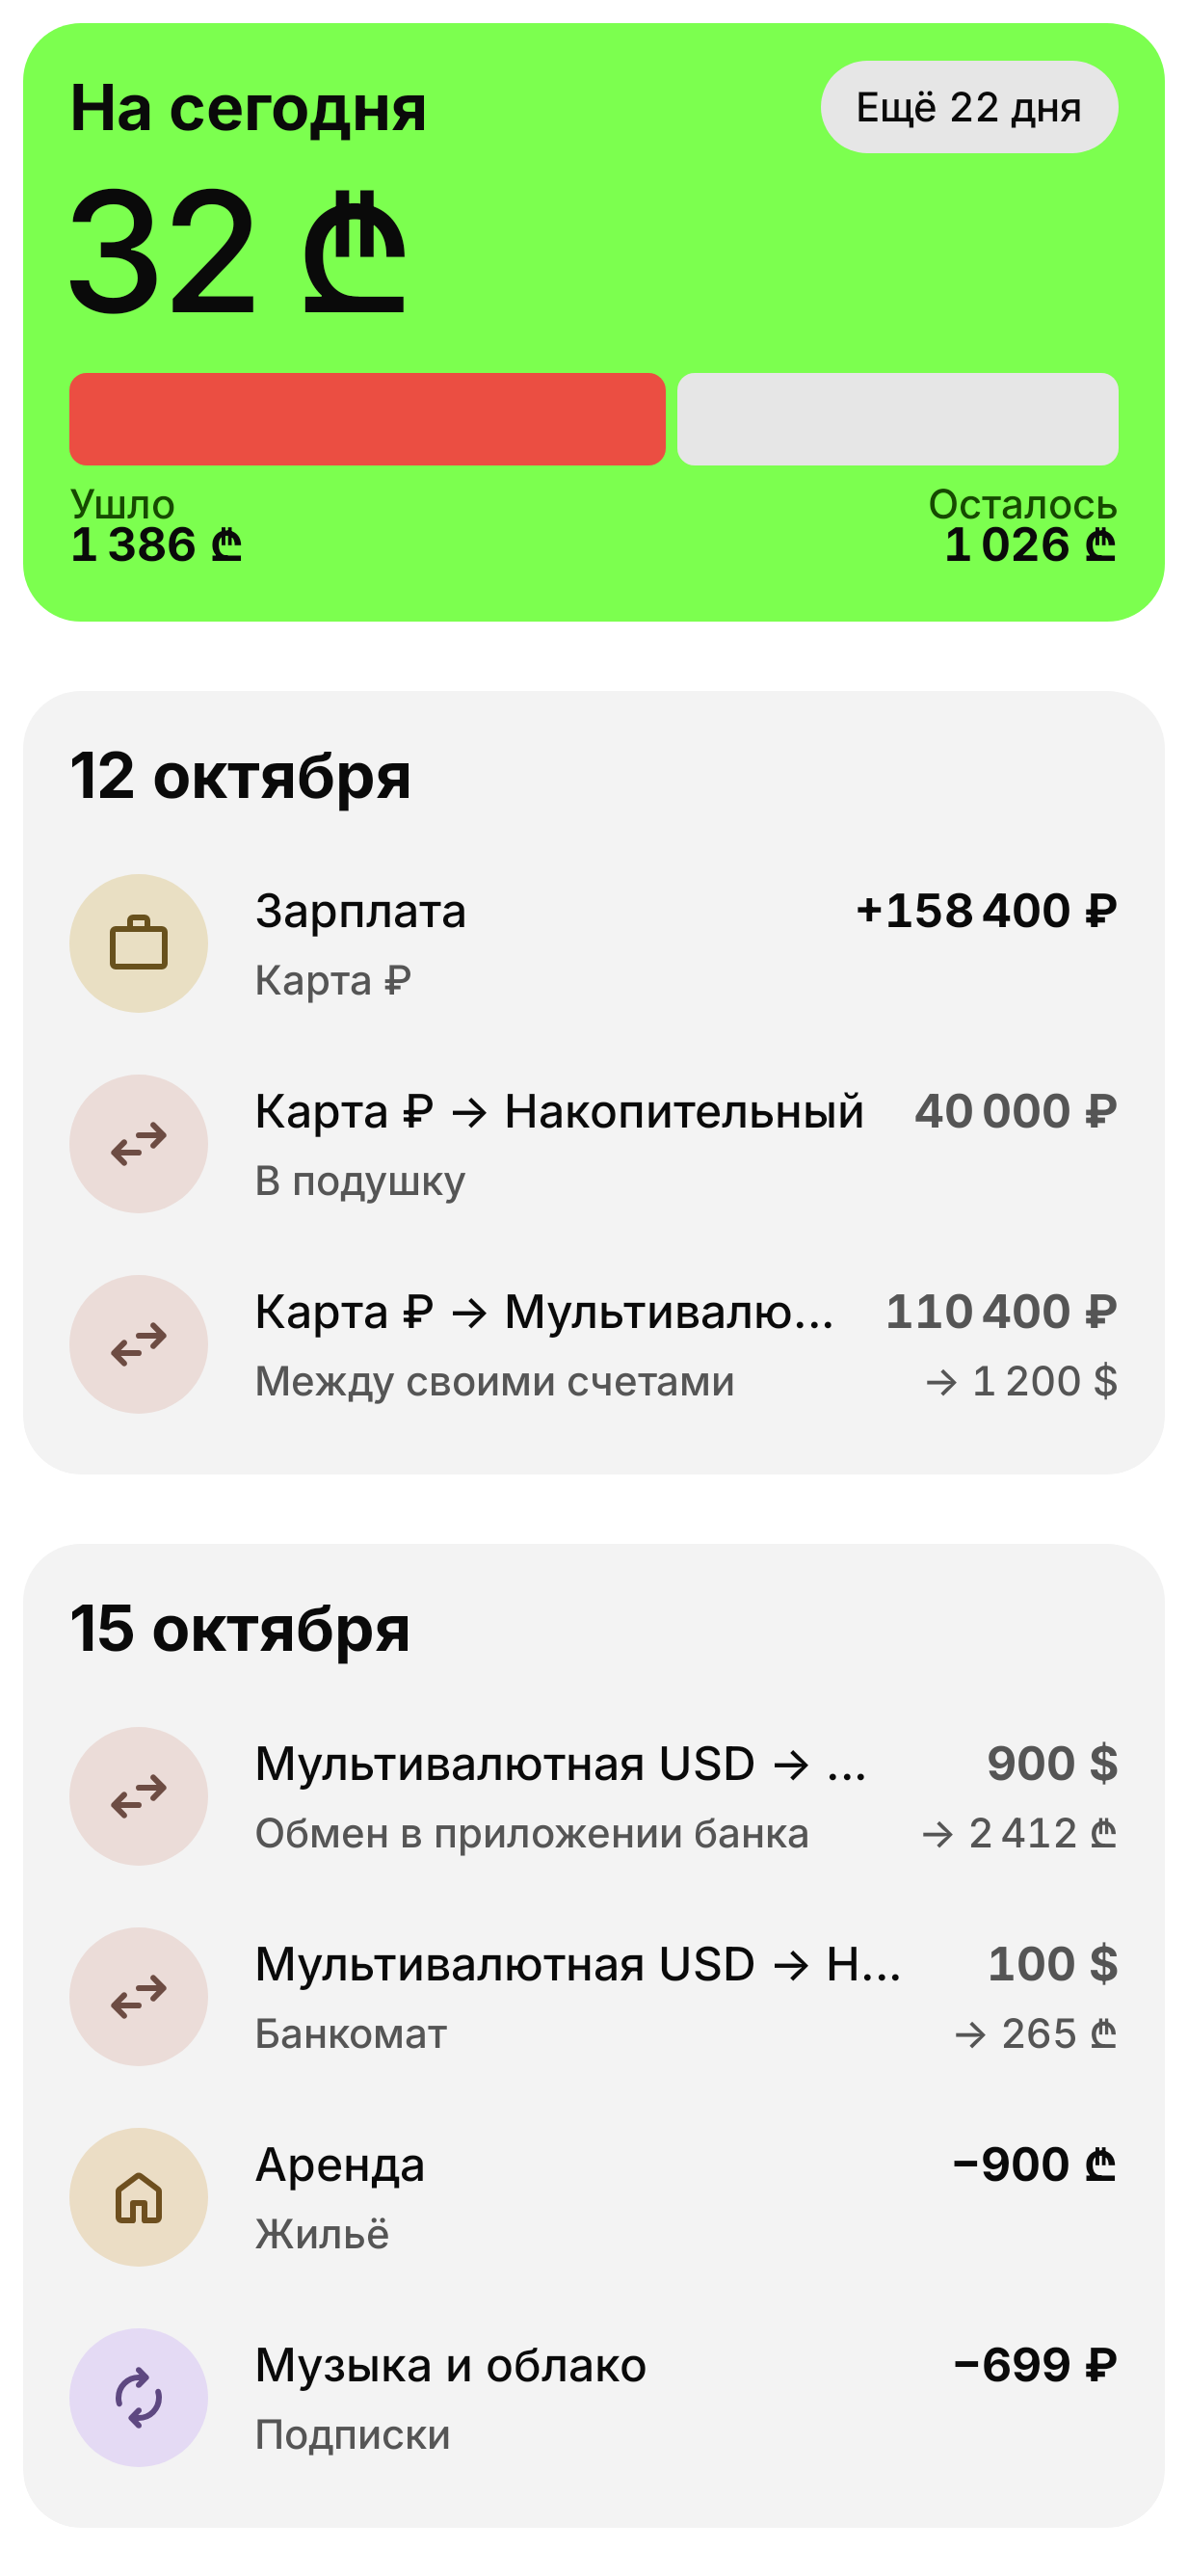 На сегодня
Ещё 22 дня
32 ₾
Ушло
Осталось
1 386 ₾
1 026 ₾
12 октября
Зарплата
+158 400 ₽
Карта ₽
Карта ₽ → Накопительный
40 000 ₽
В подушку
Карта ₽ → Мультивалю...
110 400 ₽
Между своими счетами
→ 1 200 $
15 октября
Мультивалютная USD → ...
900 $
Обмен в приложении банка
→ 2 412 ₾
Мультивалютная USD → Н...
100 $
Банкомат
→ 265 ₾
Аренда
−900 ₾
Жильё
Музыка и облако
−699 ₽
Подписки